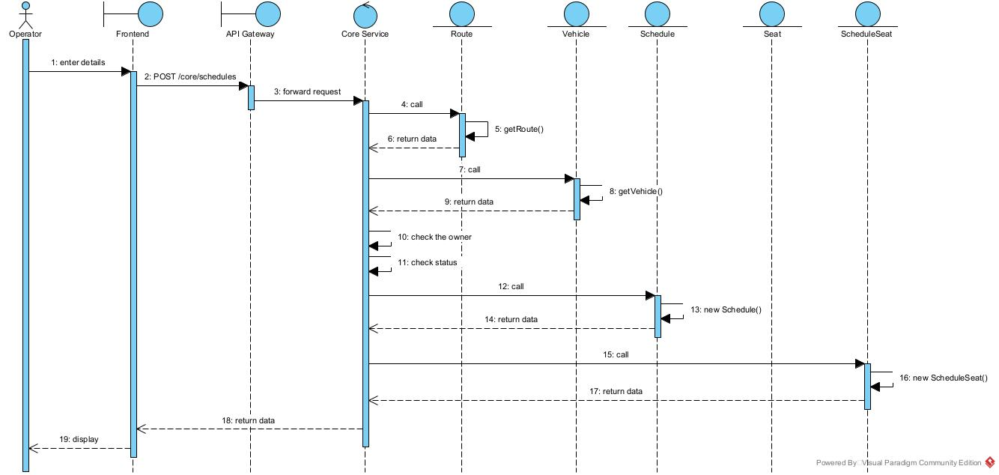 Operator
Frontend
API Gateway
Core Service
Route
Vehicle
Schedule
Seat
ScheduleSeat
1: enter details
2: POST /core/schedules
3: forward request
4: call
5: getRoute()
6: return data
7: call
8: getVehicle()
9: return data
10: check the owner
11: check status
12: call
13: new Schedule()
14: return data
15: call
16: new ScheduleSeat()
17: return data
18: return data
19: display
Powered By Visual Paradigm Community Edition